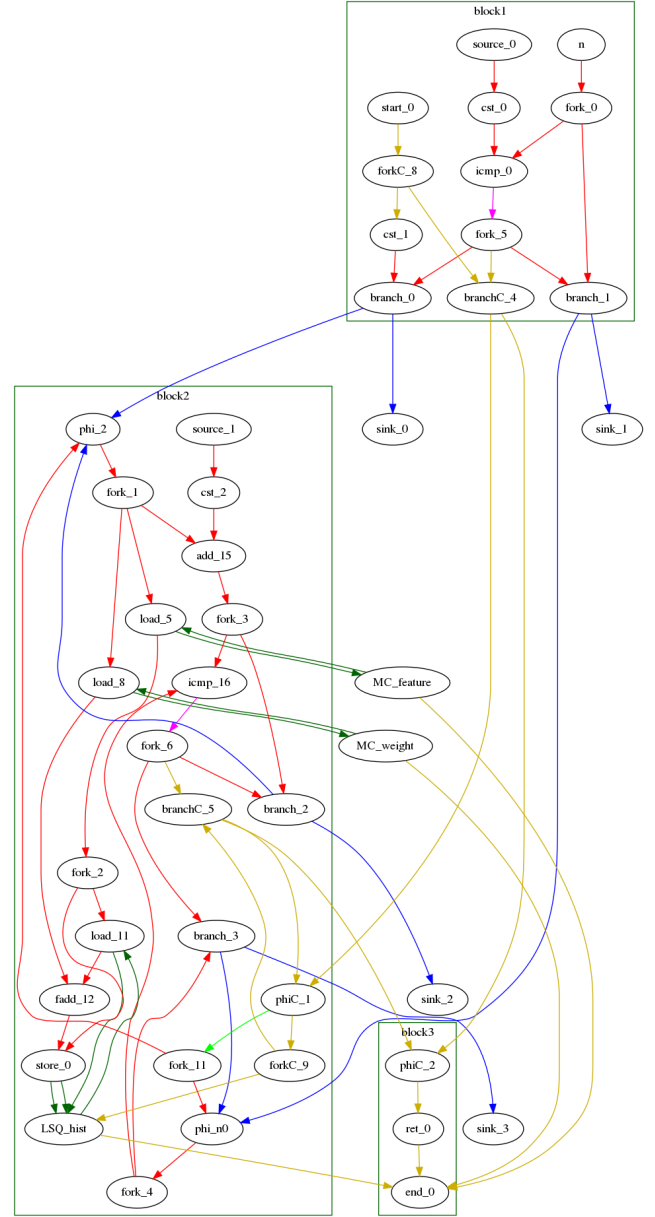 block1
source_0
n
start_0
cst_0
fork_0
forkC_8
icmp_0
cst_1
fork_5
branch_0
branchC_4
branch_1
block2
phi_2
source_1
sink_0
sink_1
fork_1
cst_2
add_15
load_5
fork_3
load_8
icmp_16
MC_feature
fork_6
MC_weight
branchC_5
branch_2
fork_2
load_11
branch_3
fadd_12
phiC_1
sink_2
block3
store_0
fork_11
forkC_9
phiC_2
LSQ_hist
phi_n0
ret_0
sink_3
fork_4
end_0